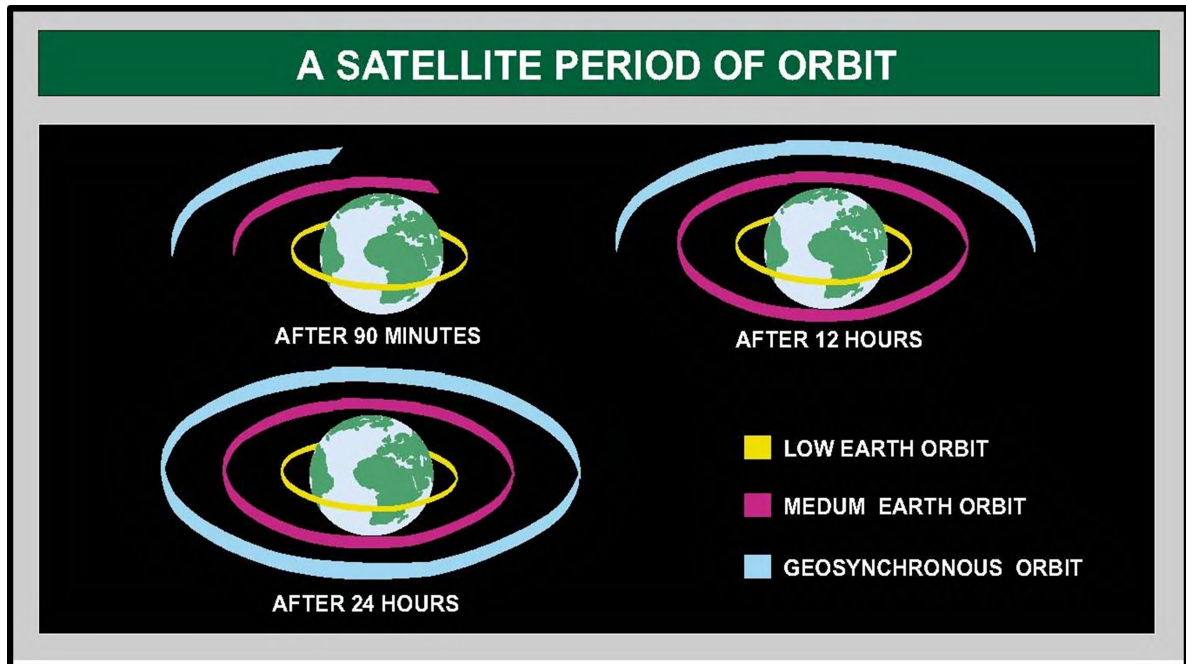 A SATELLITE PERIOD OF ORBIT
AFTER 90 MINUTES
AFTER 12 HOURS
AFTER 24 HOURS
LOW EARTH ORBIT
MEDUM EARTH ORBIT
GEOSYNCHRONOUS ORBIT